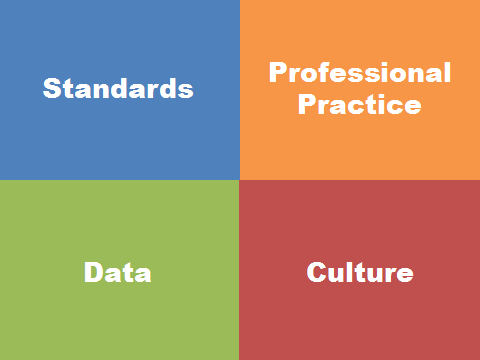 Standards
Professional
Practice
Data
Culture